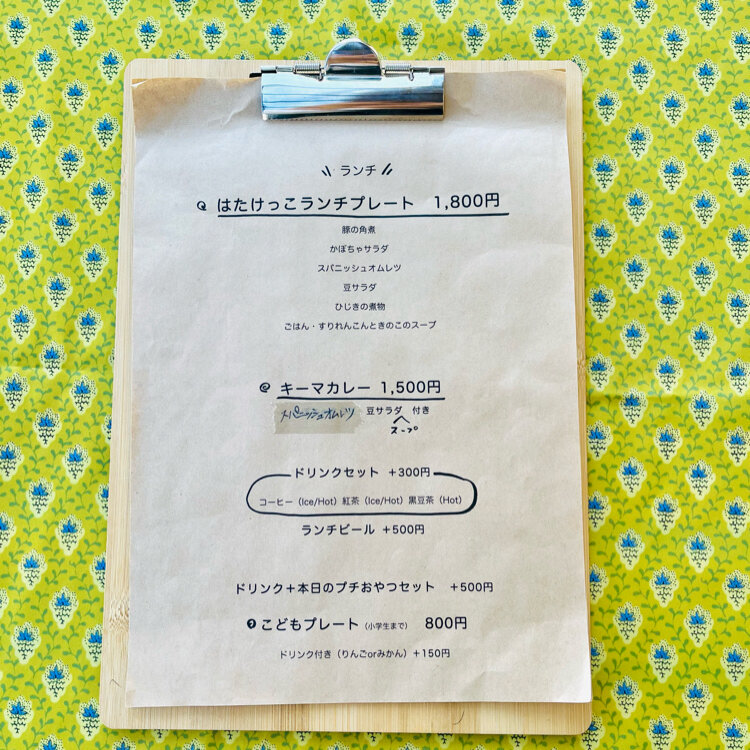 ランチ
はたけっこランチプレート 1,800円
豚の角煮
かぼちゃサラダ
スパニッシュオムレツ
豆サラダ
ひじきの煮物
ごはん・すりれんこんときのこのスープ
キーマカレー 1,500円
スパニッシュオムレツ 豆サラダ 付き
スープ
ドリンクセット +300円
コーヒー（Ice/Hot）紅茶（Ice/Hot）黒豆茶（Hot）
ランチビール +500円
ドリンク＋本日のプチおやつセット +500円
こどもプレート（小学生まで） 800円
ドリンク付き（りんごorみかん）+150円